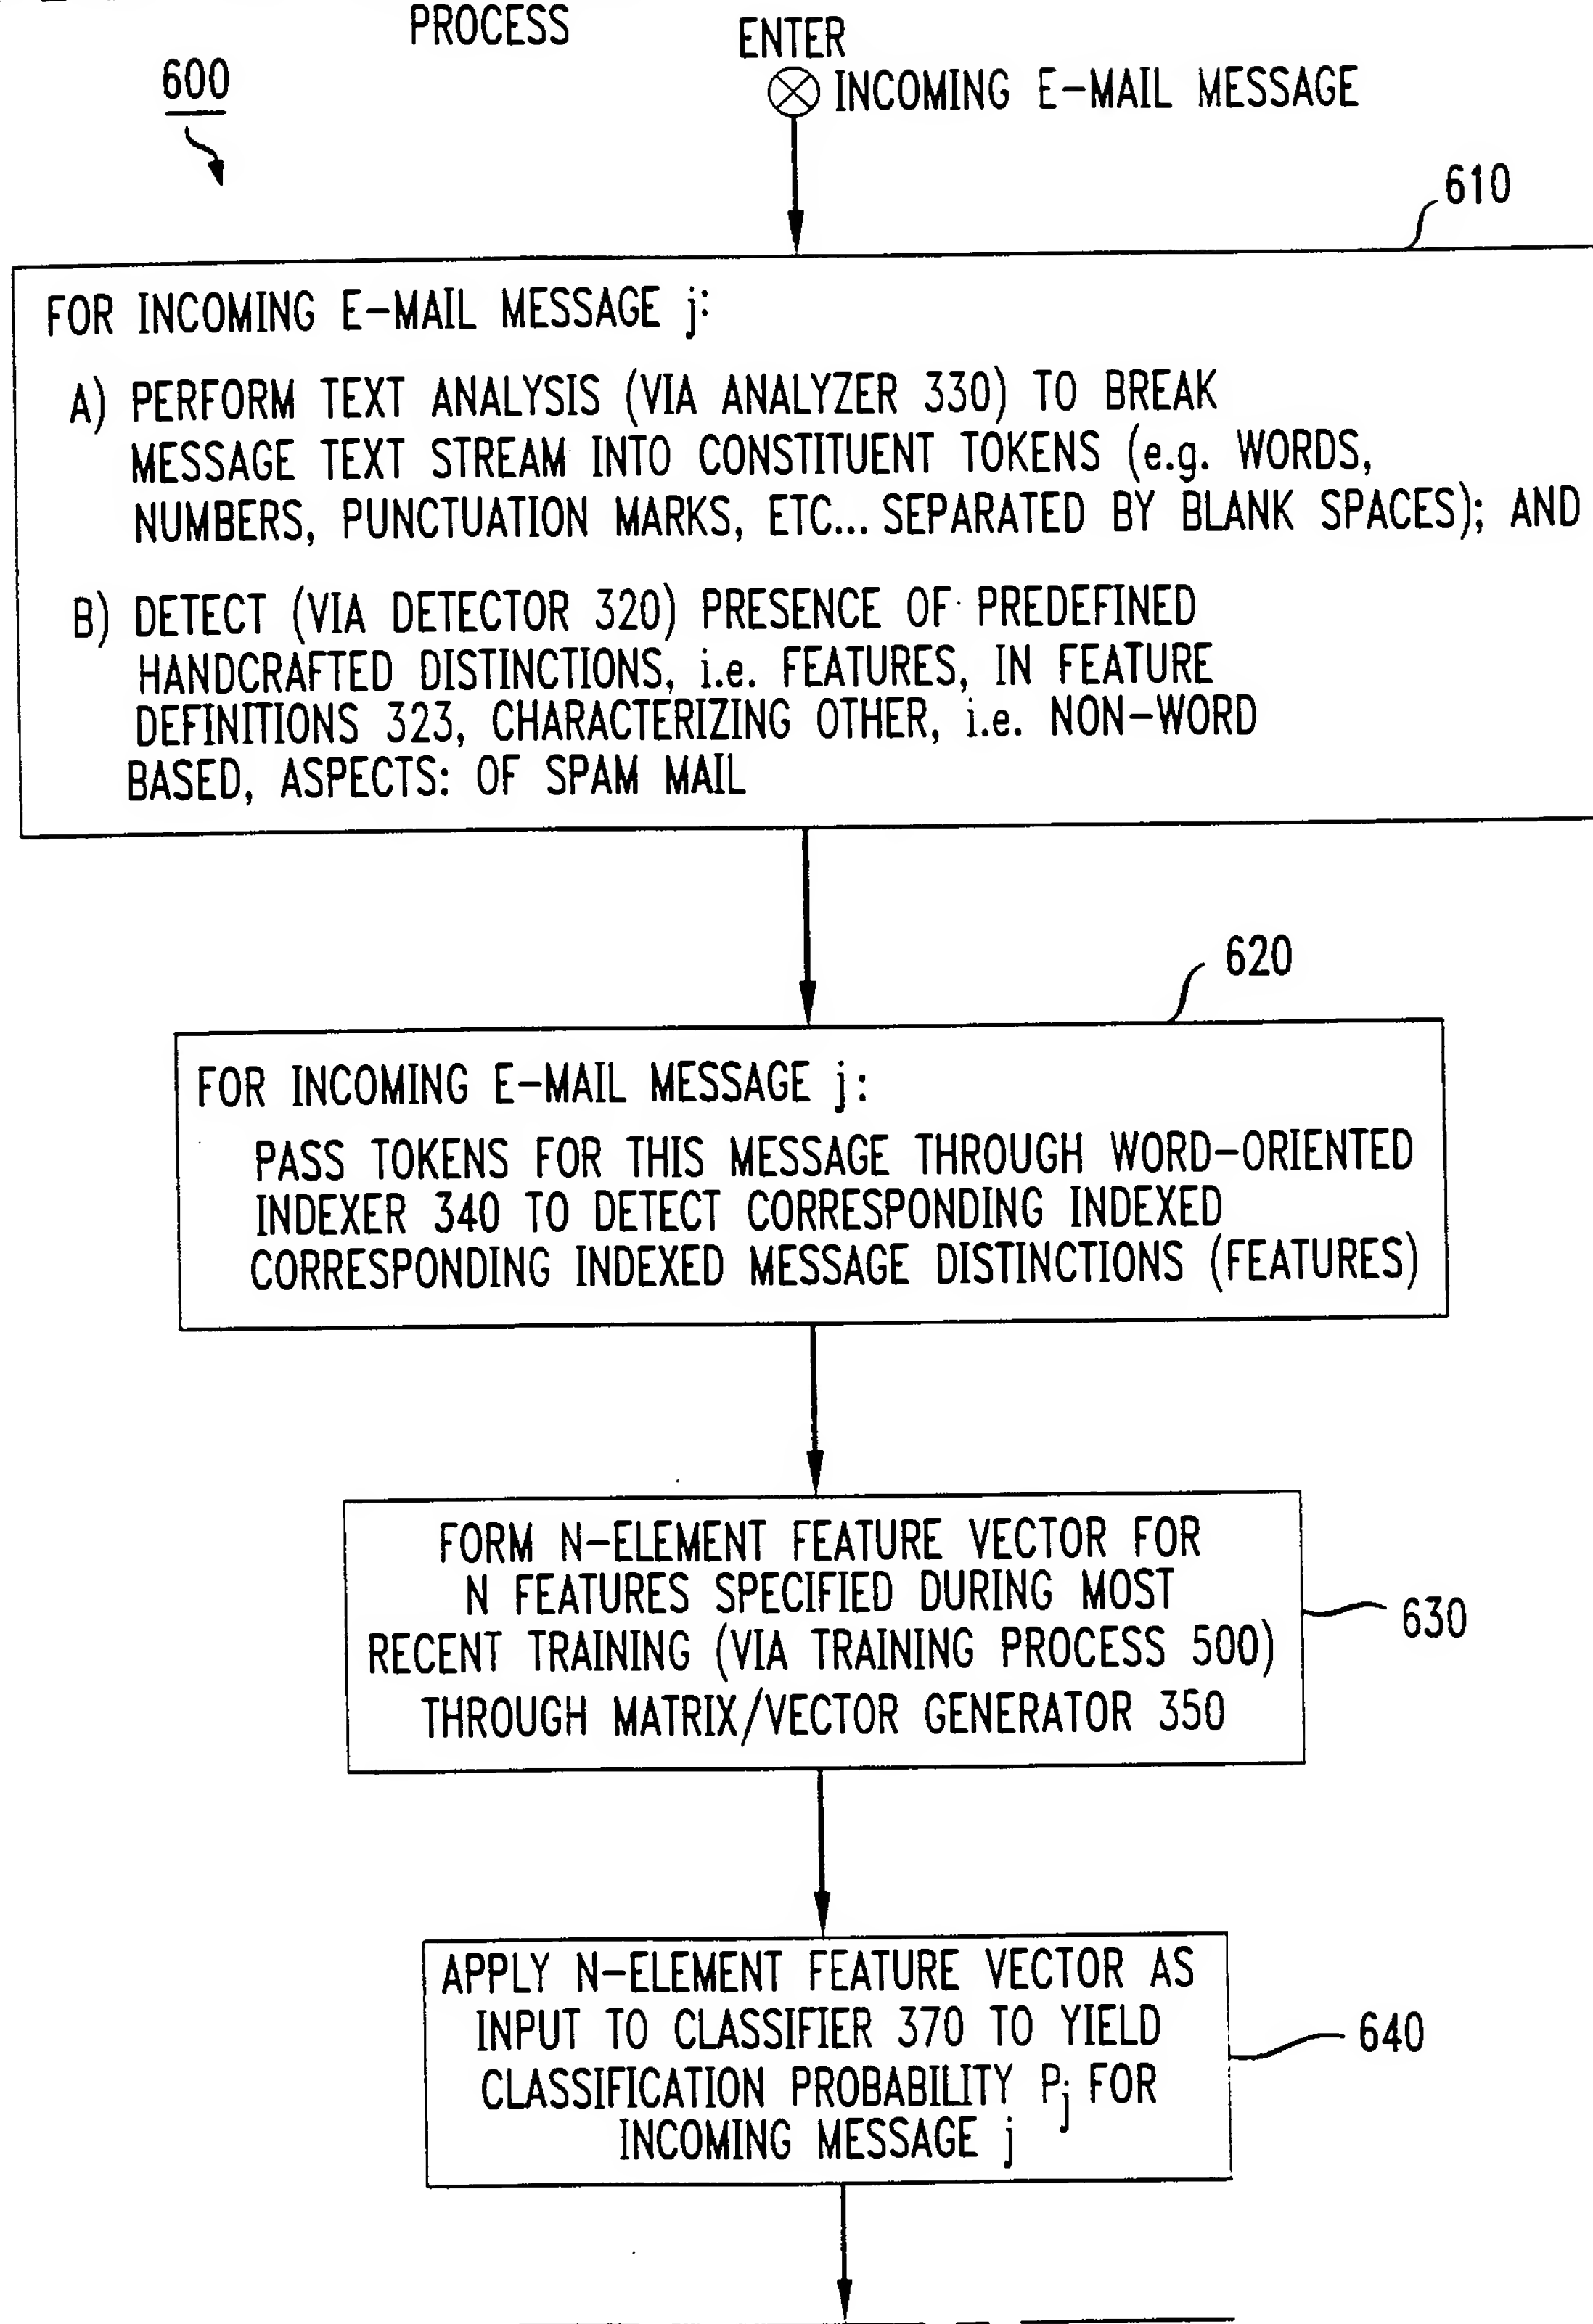 PROCESS
ENTER
600
INCOMING E-MAIL MESSAGE
610
FOR INCOMING E-MAIL MESSAGE j:
A) PERFORM TEXT ANALYSIS (VIA ANALYZER 330) TO BREAK
MESSAGE TEXT STREAM INTO CONSTITUENT TOKENS (e.g. WORDS,
NUMBERS, PUNCTUATION MARKS, ETC... SEPARATED BY BLANK SPACES); AND
B) DETECT (VIA DETECTOR 320) PRESENCE OF PREDEFINED
HANDCRAFTED DISTINCTIONS, i.e. FEATURES, IN FEATURE
DEFINITIONS 323, CHARACTERIZING OTHER, i.e. NON-WORD
BASED, ASPECTS: OF SPAM MAIL
620
FOR INCOMING E-MAIL MESSAGE j:
PASS TOKENS FOR THIS MESSAGE THROUGH WORD-ORIENTED
INDEXER 340 TO DETECT CORRESPONDING INDEXED
CORRESPONDING INDEXED MESSAGE DISTINCTIONS (FEATURES)
FORM N-ELEMENT FEATURE VECTOR FOR
N FEATURES SPECIFIED DURING MOST
RECENT TRAINING (VIA TRAINING PROCESS 500)
THROUGH MATRIX/VECTOR GENERATOR 350
630
APPLY N-ELEMENT FEATURE VECTOR AS
INPUT TO CLASSIFIER 370 TO YIELD
CLASSIFICATION PROBABILITY Pj FOR
INCOMING MESSAGE j
640